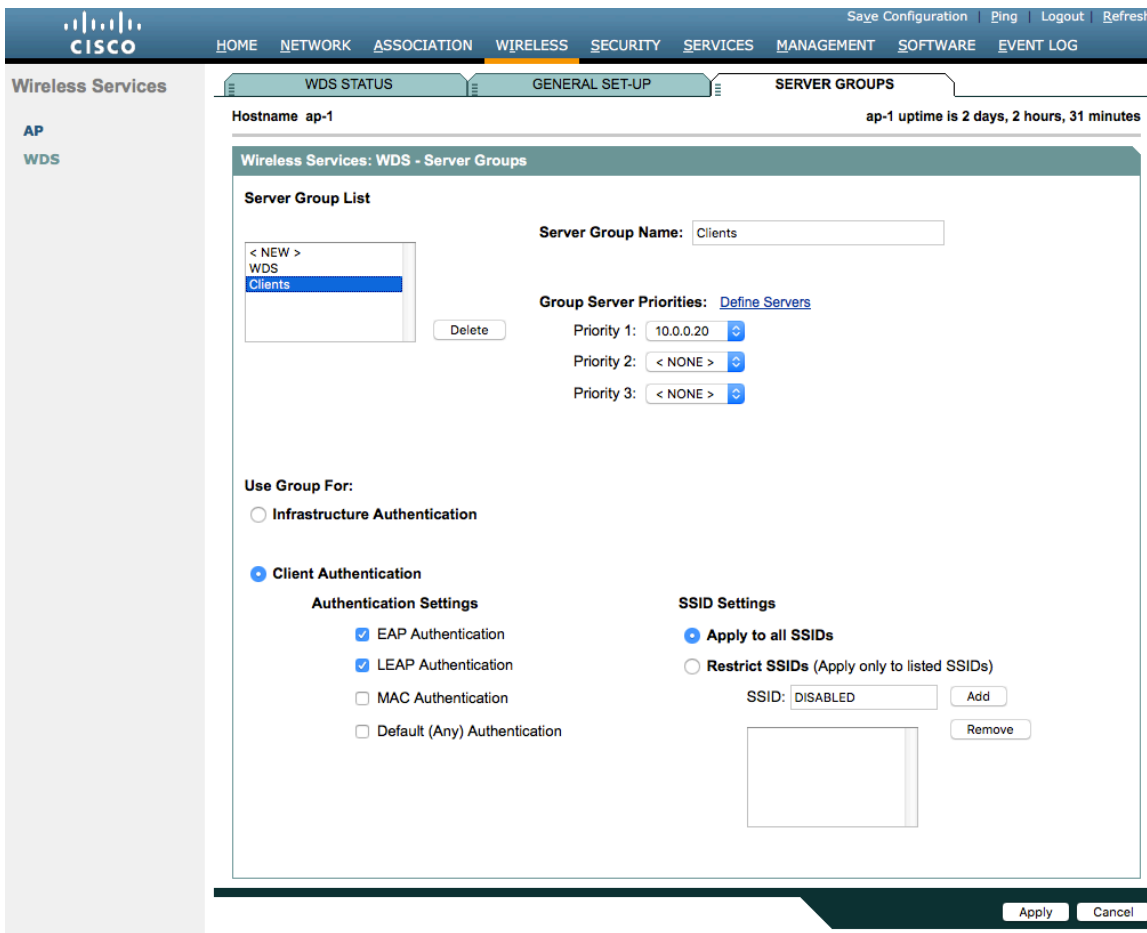 Save Configuration | Ping | Logout | Refresh
CISCO
HOME NETWORK ASSOCIATION WIRELESS SECURITY SERVICES MANAGEMENT SOFTWARE EVENT LOG
Wireless Services
AP
WDS
WDS STATUS GENERAL SET-UP SERVER GROUPS
Hostname ap-1 ap-1 uptime is 2 days, 2 hours, 31 minutes
Wireless Services: WDS - Server Groups
Server Group List
Server Group Name: Clients
< NEW >
WDS
Clients
Delete
Group Server Priorities: Define Servers
Priority 1: 10.0.0.20
Priority 2: < NONE >
Priority 3: < NONE >
Use Group For:
Infrastructure Authentication
Client Authentication
Authentication Settings
EAP Authentication
LEAP Authentication
MAC Authentication
Default (Any) Authentication
SSID Settings
Apply to all SSIDs
Restrict SSIDs (Apply only to listed SSIDs)
SSID: DISABLED Add
Remove
Apply Cancel